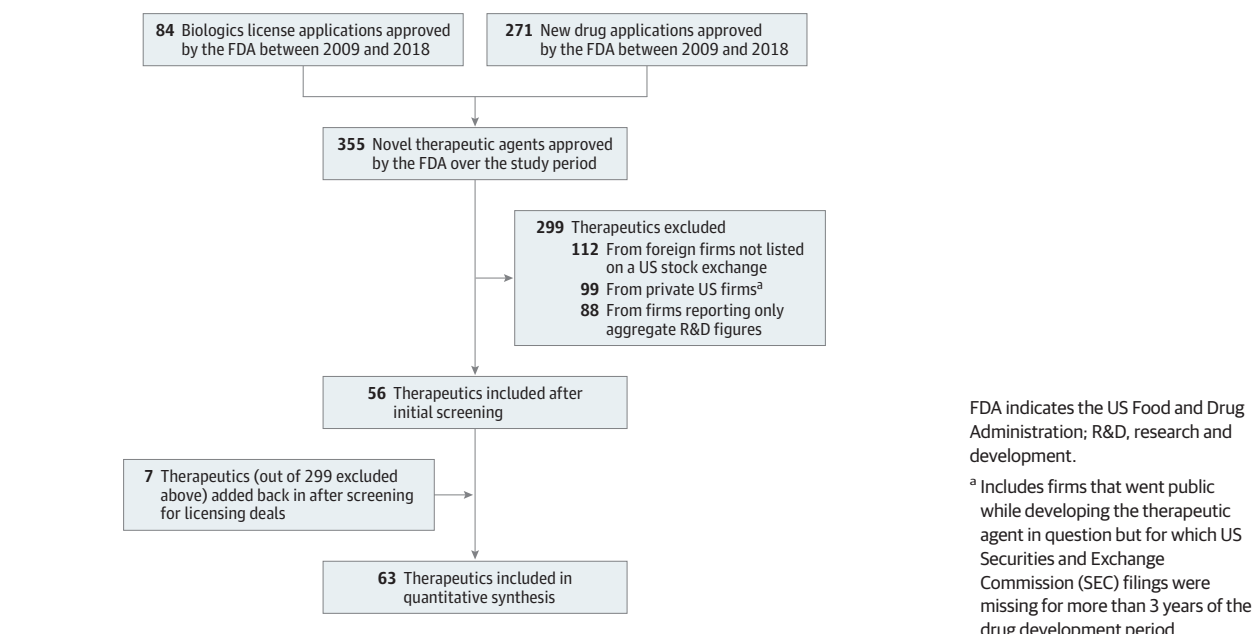 84 Biologics license applications approved
by the FDA between 2009 and 2018
271 New drug applications approved
by the FDA between 2009 and 2018
355 Novel therapeutic agents approved
by the FDA over the study period
299 Therapeutics excluded
112 From foreign firms not listed
on a US stock exchange
99 From private US firmsᵃ
88 From firms reporting only
aggregate R&D figures
56 Therapeutics included after
initial screening
7 Therapeutics (out of 299 excluded
above) added back in after screening
for licensing deals
63 Therapeutics included in
quantitative synthesis
FDA indicates the US Food and Drug
Administration; R&D, research and
development.
ᵃ Includes firms that went public
while developing the therapeutic
agent in question but for which US
Securities and Exchange
Commission (SEC) filings were
missing for more than 3 years of the
drug development period